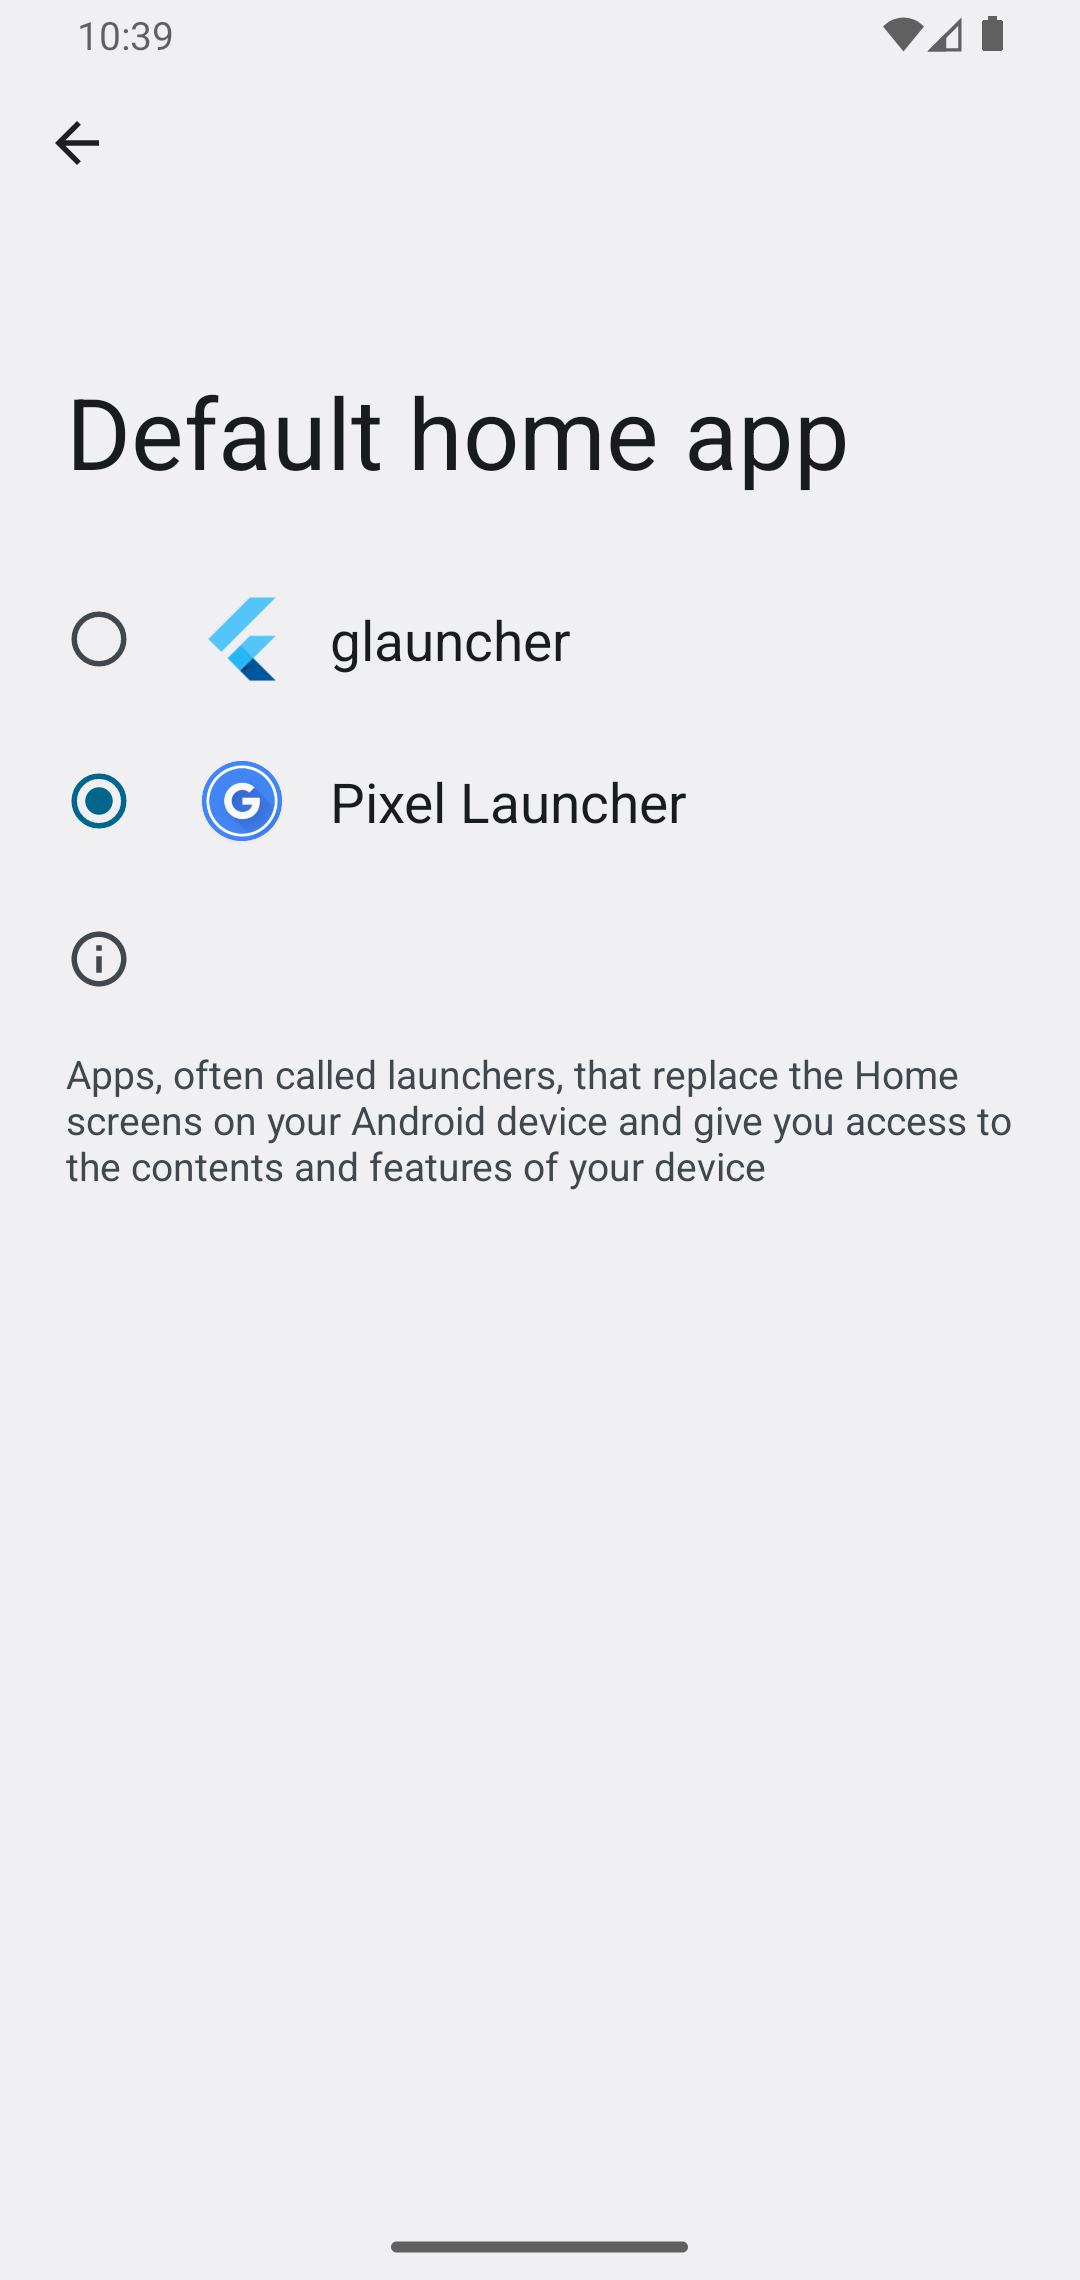 10:39
Default home app
glauncher
G
Pixel Launcher
Apps, often called launchers, that replace the Home
screens on your Android device and give you access to
the contents and features of your device